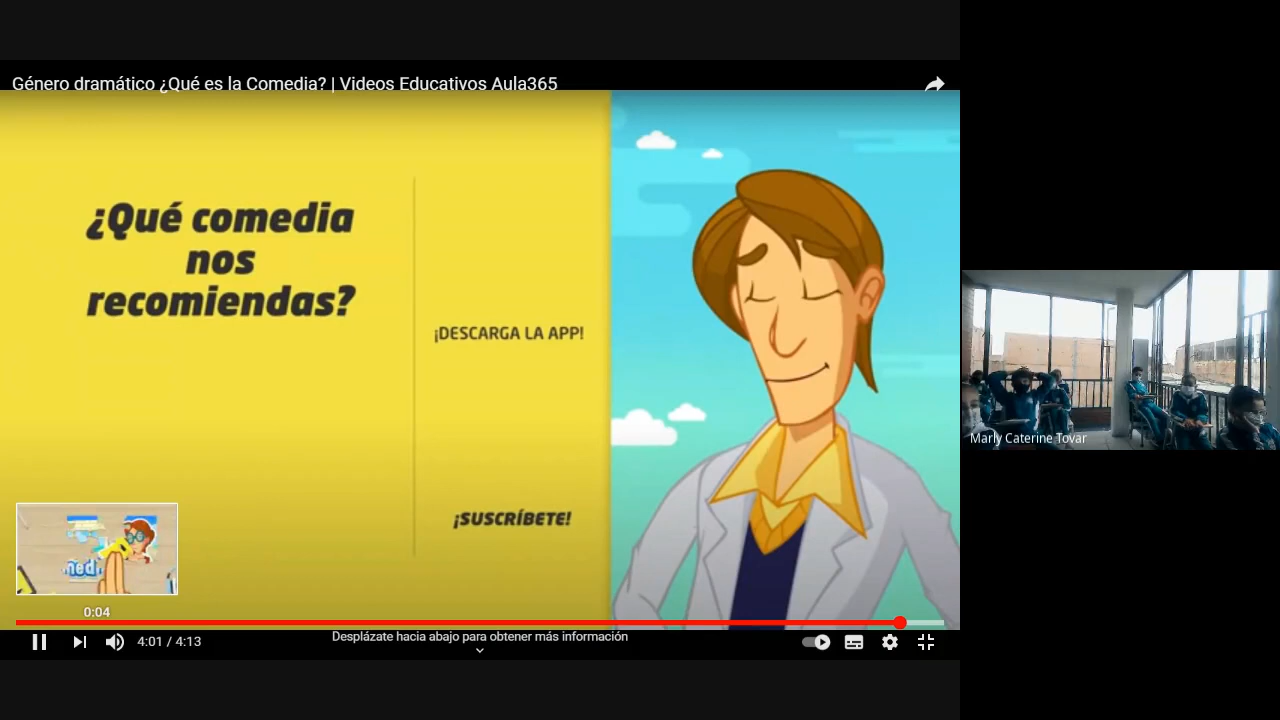 Género dramático ¿Qué es la Comedia? | Videos Educativos Aula365
¿Qué comedia
nos
recomiendas?
¡DESCARGA LA APP!
¡SUSCRÍBETE!
med
0:04
4:01 / 4:13
Desplázate hacia abajo para obtener más información
Marly Caterine Tovar